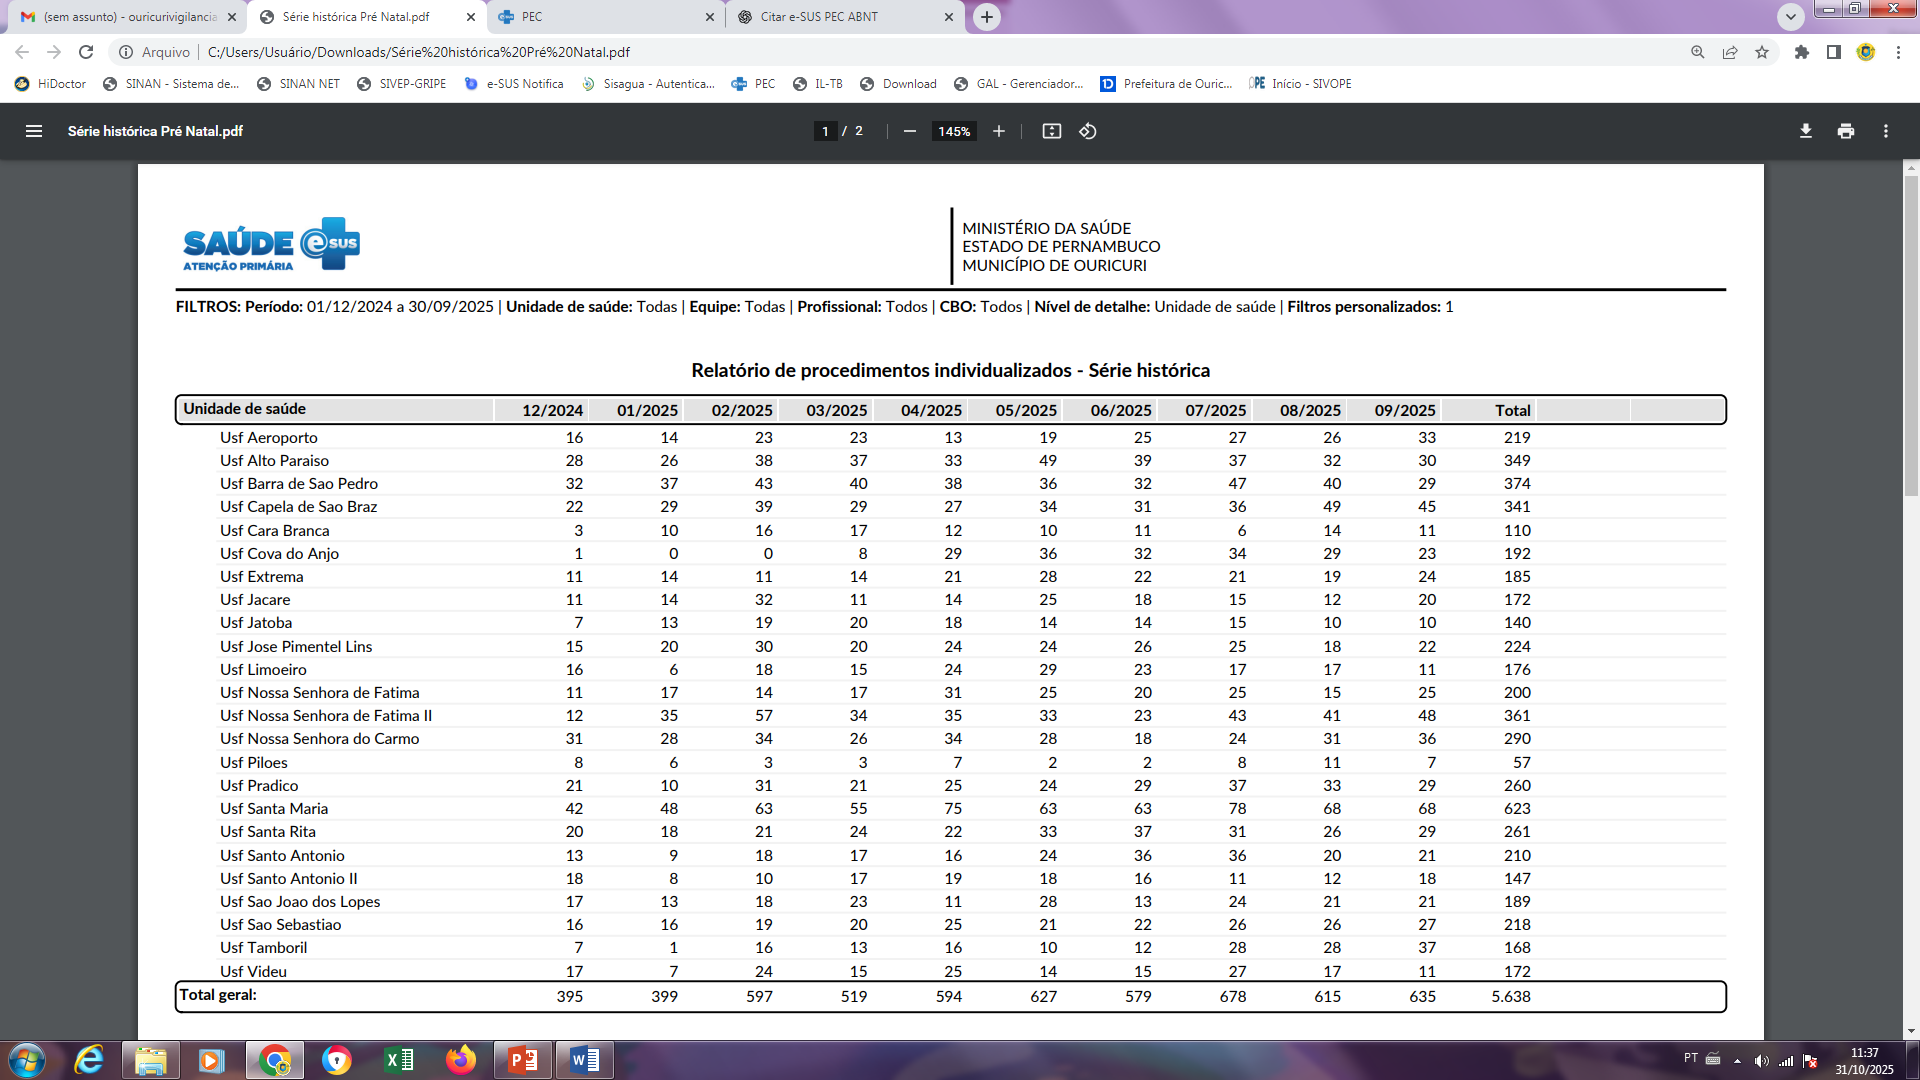 (sem assunto) - ouricurivigilancia
Série histórica Pré Natal.pdf
PEC
Citar e-SUS PEC ABNT
Arquivo C:/Users/Usuário/Downloads/Série%20histórica%20Pré%20Natal.pdf
HiDoctor SINAN - Sistema de... SINAN NET SIVEP-GRIPE e-SUS Notifica Sisagua - Autentica... PEC IL-TB Download GAL - Gerenciador... Prefeitura de Ouric... Início - SIVOPE
Série histórica Pré Natal.pdf 1 / 2 145%
SAÚDE e SUS
ATENÇÃO PRIMÁRIA
MINISTÉRIO DA SAÚDE
ESTADO DE PERNAMBUCO
MUNICÍPIO DE OURICURI
FILTROS: Período: 01/12/2024 a 30/09/2025 | Unidade de saúde: Todas | Equipe: Todas | Profissional: Todos | CBO: Todos | Nível de detalhe: Unidade de saúde | Filtros personalizados: 1
Relatório de procedimentos individualizados - Série histórica
Unidade de saúde 12/2024 01/2025 02/2025 03/2025 04/2025 05/2025 06/2025 07/2025 08/2025 09/2025 Total
Usf Aeroporto 16 14 23 23 13 19 25 27 26 33 219
Usf Alto Paraiso 28 26 38 37 33 49 39 37 32 30 349
Usf Barra de Sao Pedro 32 37 43 40 38 36 32 47 40 29 374
Usf Capela de Sao Braz 22 29 39 29 27 34 31 36 49 45 341
Usf Cara Branca 3 10 16 17 12 10 11 6 14 11 110
Usf Cova do Anjo 1 0 0 8 29 36 32 34 29 23 192
Usf Extrema 11 14 11 14 21 28 22 21 19 24 185
Usf Jacare 11 14 32 11 14 25 18 15 12 20 172
Usf Jatoba 7 13 19 20 18 14 14 15 10 10 140
Usf Jose Pimentel Lins 15 20 30 20 24 24 26 25 18 22 224
Usf Limoeiro 16 6 18 15 24 29 23 17 17 11 176
Usf Nossa Senhora de Fatima 11 17 14 17 31 25 20 25 15 25 200
Usf Nossa Senhora de Fatima II 12 35 57 34 35 33 23 43 41 48 361
Usf Nossa Senhora do Carmo 31 28 34 26 34 28 18 24 31 36 290
Usf Piloes 8 6 3 3 7 2 2 8 11 7 57
Usf Pradico 21 10 31 21 25 24 29 37 33 29 260
Usf Santa Maria 42 48 63 55 75 63 63 78 68 68 623
Usf Santa Rita 20 18 21 24 22 33 37 31 26 29 261
Usf Santo Antonio 13 9 18 17 16 24 36 36 20 21 210
Usf Santo Antonio II 18 8 10 17 19 18 16 11 12 18 147
Usf Sao Joao dos Lopes 17 13 18 23 11 28 13 24 21 21 189
Usf Sao Sebastiao 16 16 19 20 25 21 22 26 26 27 218
Usf Tamboril 7 1 16 13 16 10 12 28 28 37 168
Usf Videu 17 7 24 15 25 14 15 27 17 11 172
Total geral: 395 399 597 519 594 627 579 678 615 635 5.638
PT
11:37
31/10/2025